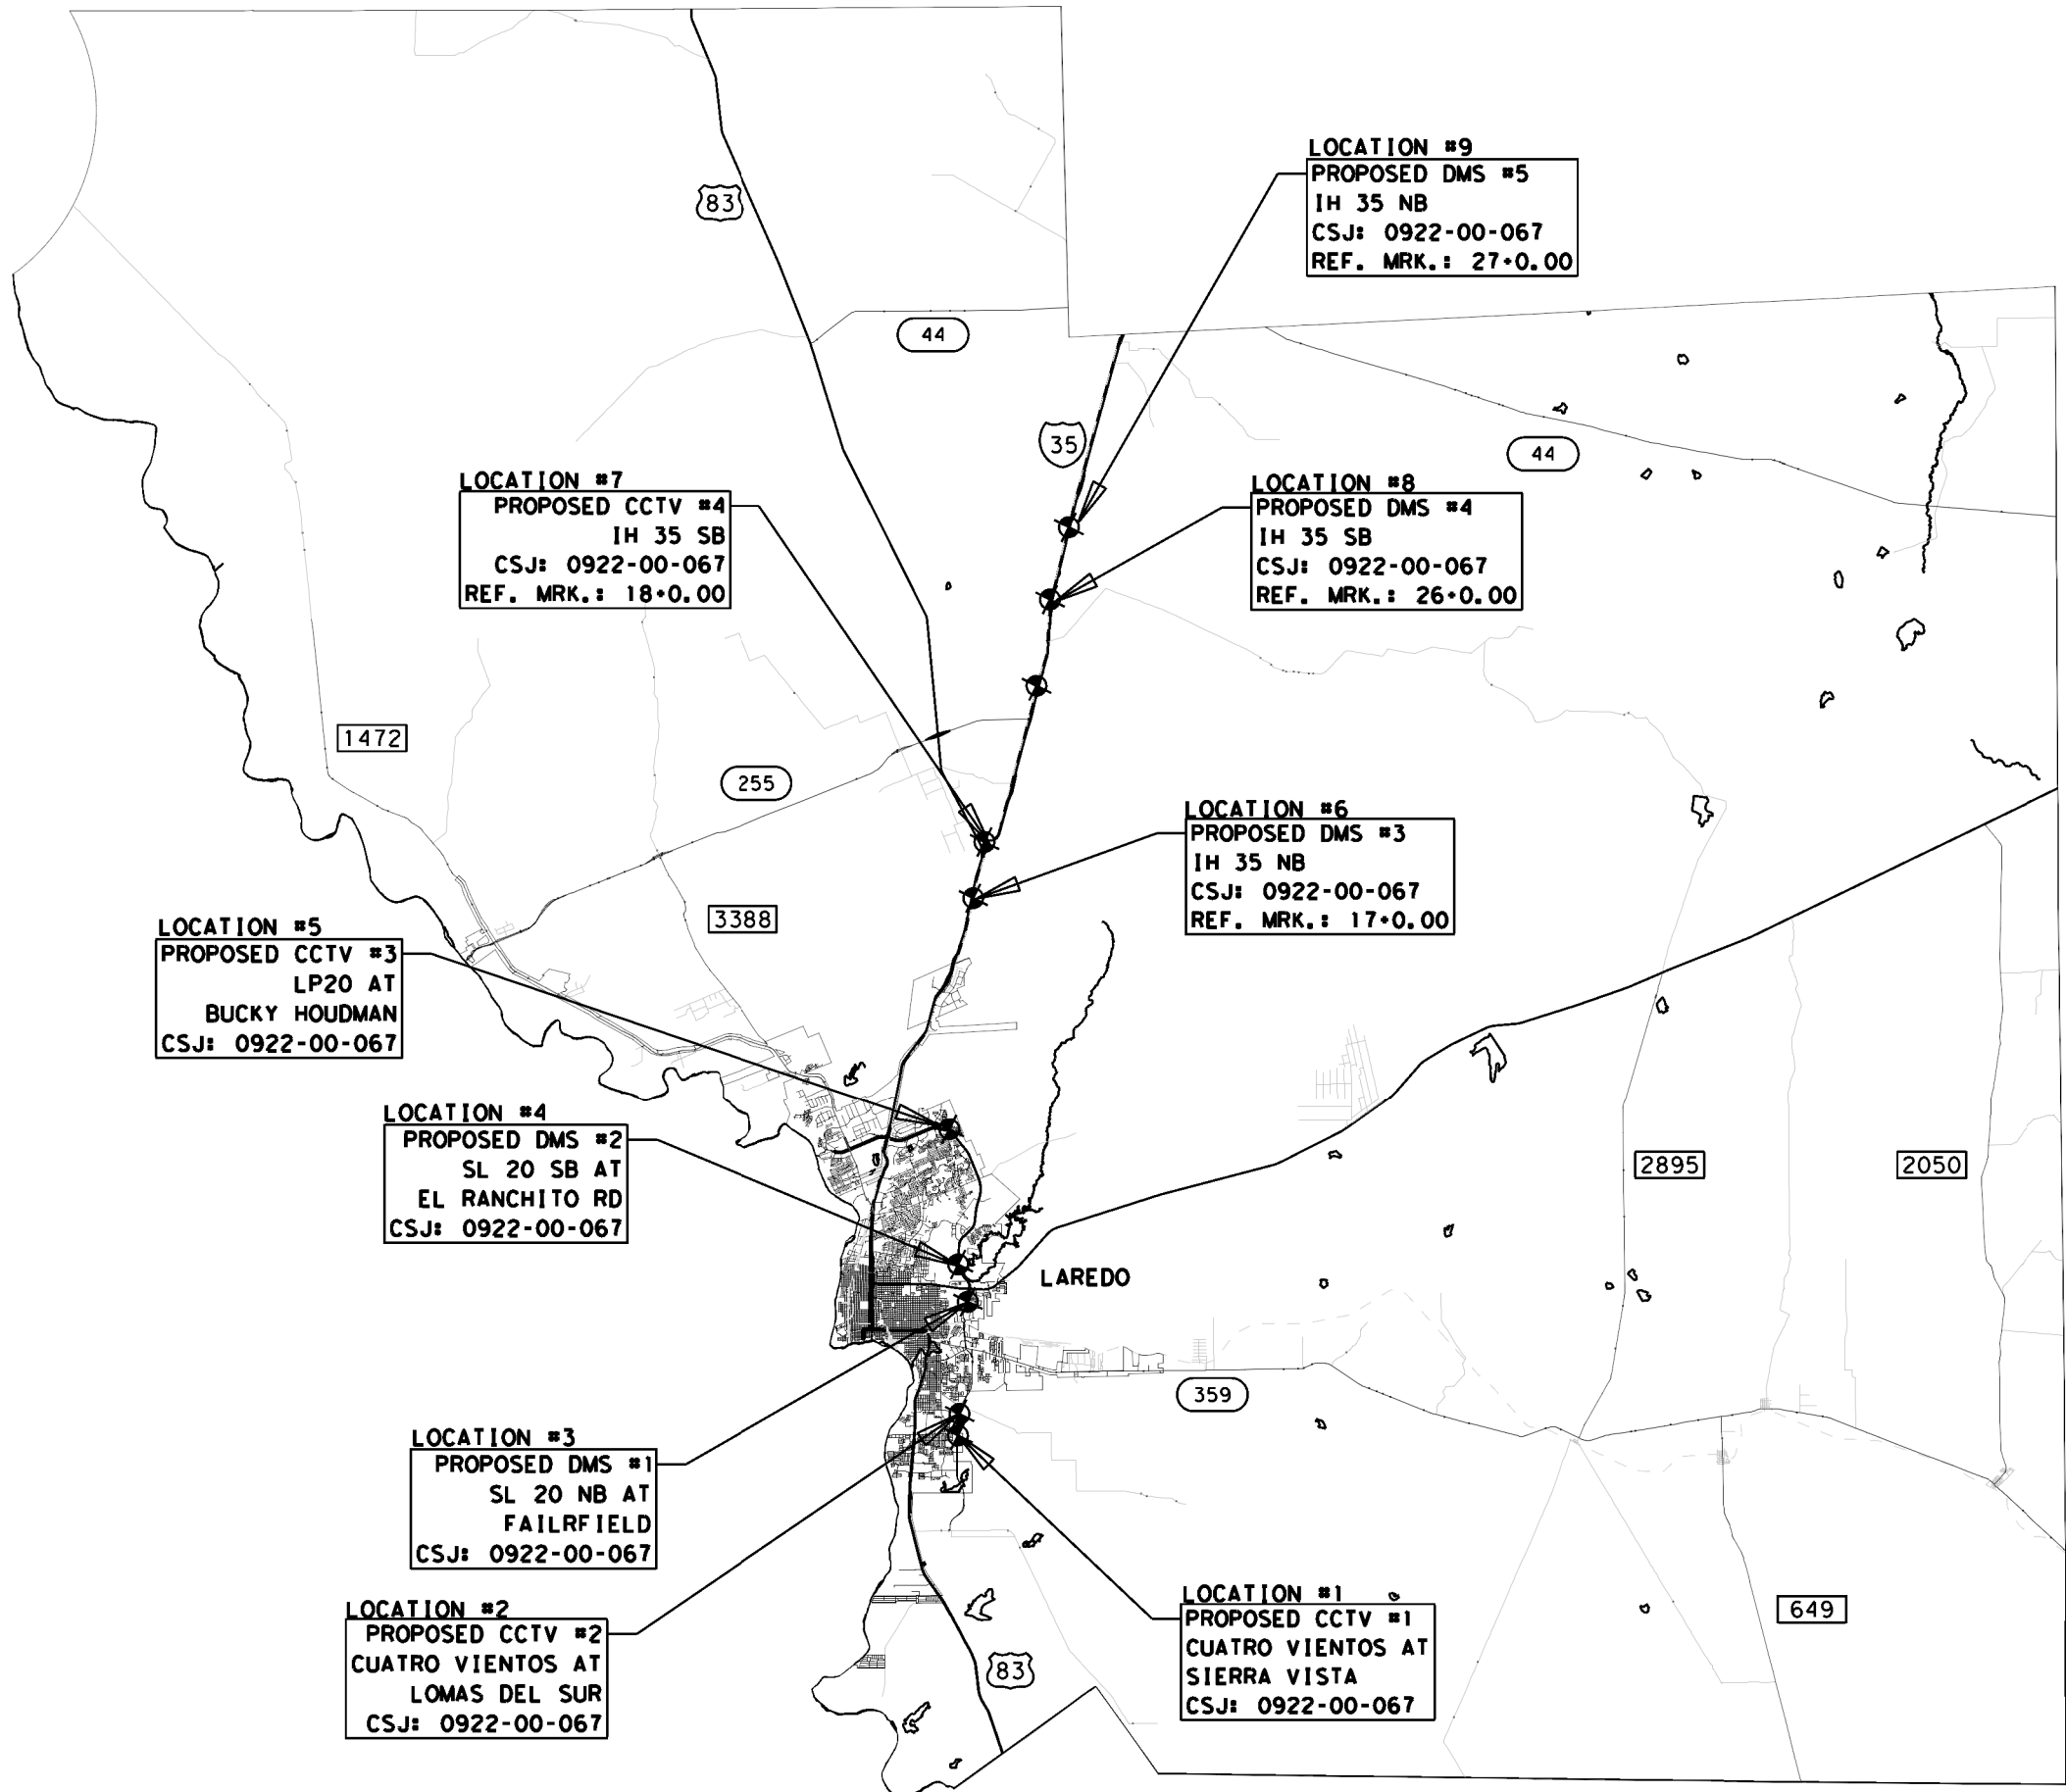 LOCATION #9
PROPOSED DMS #5
IH 35 NB
CSJ: 0922-00-067
REF. MRK.: 27+0.00
83
44
35
44
LOCATION #7
PROPOSED CCTV #4
IH 35 SB
CSJ: 0922-00-067
REF. MRK.: 18+0.00
LOCATION #8
PROPOSED DMS #4
IH 35 SB
CSJ: 0922-00-067
REF. MRK.: 26+0.00
1472
255
LOCATION #6
PROPOSED DMS #3
IH 35 NB
CSJ: 0922-00-067
REF. MRK.: 17+0.00
3388
LOCATION #5
PROPOSED CCTV #3
LP20 AT
BUCKY HOUDMAN
CSJ: 0922-00-067
LOCATION #4
PROPOSED DMS #2
SL 20 SB AT
EL RANCHITO RD
CSJ: 0922-00-067
2895
2050
LAREDO
359
LOCATION #3
PROPOSED DMS #1
SL 20 NB AT
FAILRFIELD
CSJ: 0922-00-067
LOCATION #2
PROPOSED CCTV #2
CUATRO VIENTOS AT
LOMAS DEL SUR
CSJ: 0922-00-067
LOCATION #1
PROPOSED CCTV #1
CUATRO VIENTOS AT
SIERRA VISTA
CSJ: 0922-00-067
649
83